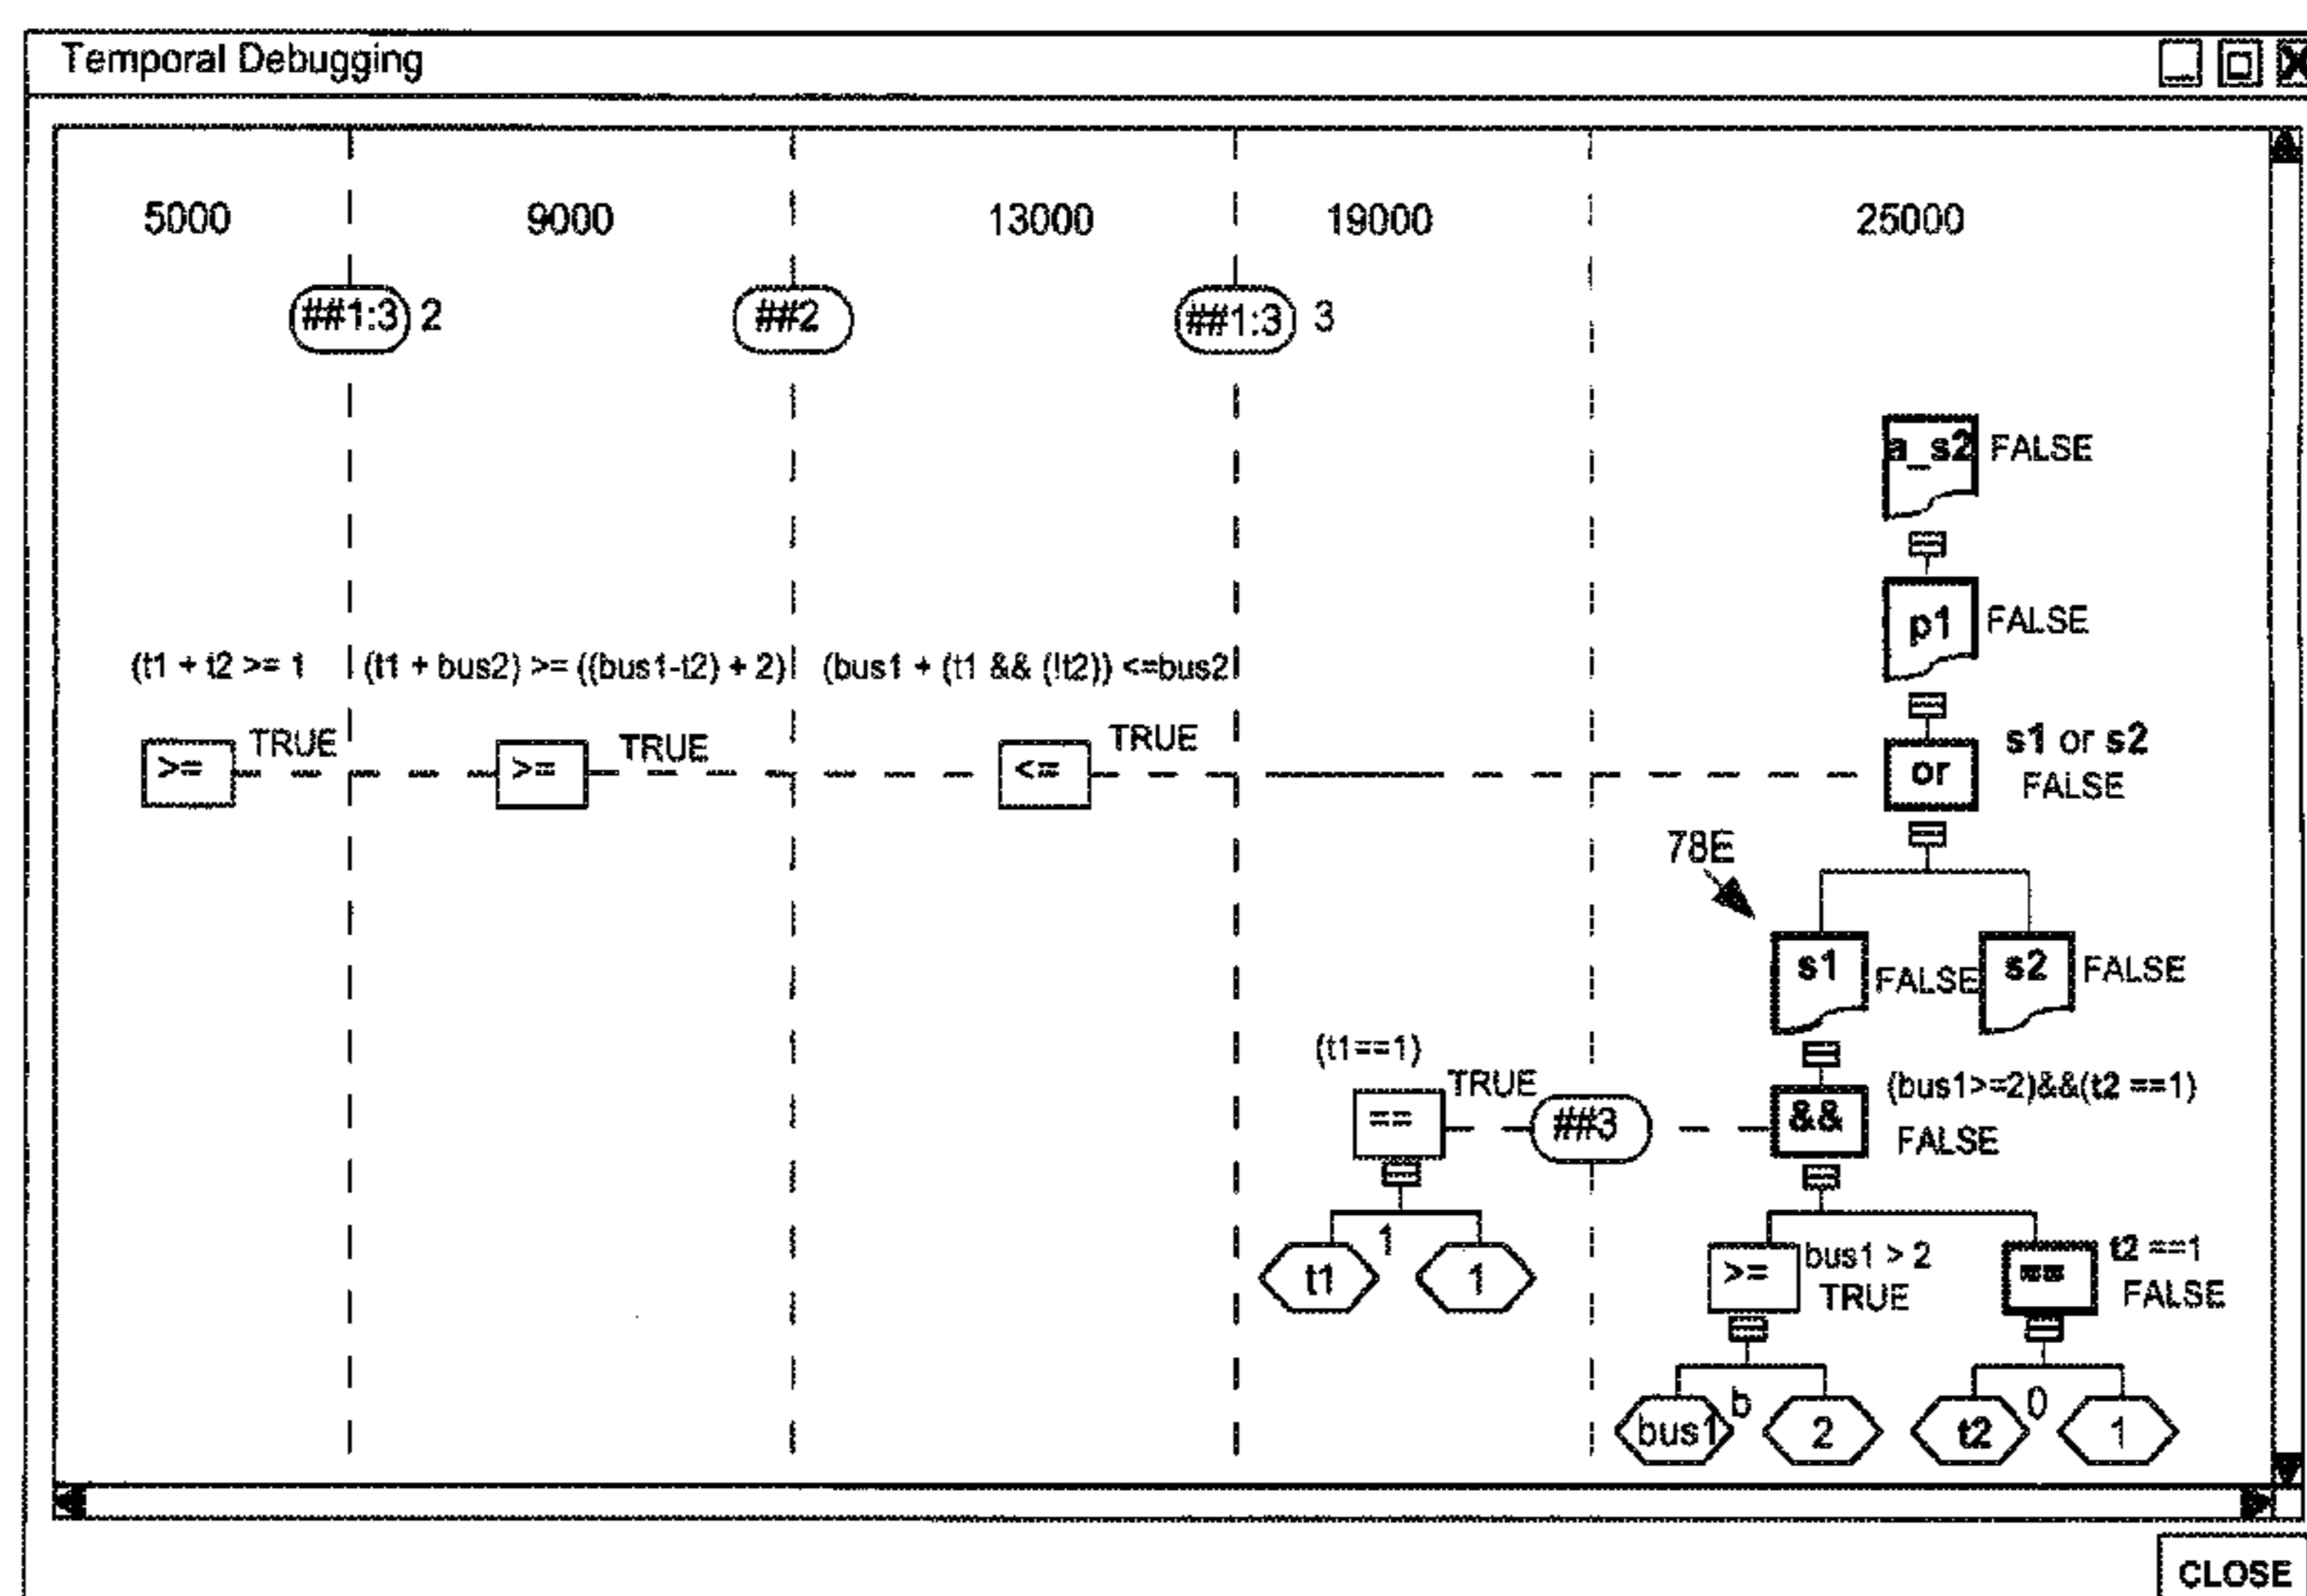 Temporal Debugging
5000 9000 13000 19000 25000
##1:3 2 ##2 ##1:3 3
a_s2 FALSE
p1 FALSE
(t1 + t2 >= 1 (t1 + bus2) >= ((bus1-t2) + 2) (bus1 + (t1 && (!t2)) <=bus2
>= TRUE >= TRUE <= TRUE or s1 or s2
FALSE
78E
s1 FALSE s2 FALSE
(t1==1)
== TRUE ##3 && (bus1>=2)&&(t2 ==1)
FALSE
t1 1 1
>= bus1 > 2 == t2 ==1
TRUE FALSE
bus1 b 2 t2 0 1
CLOSE